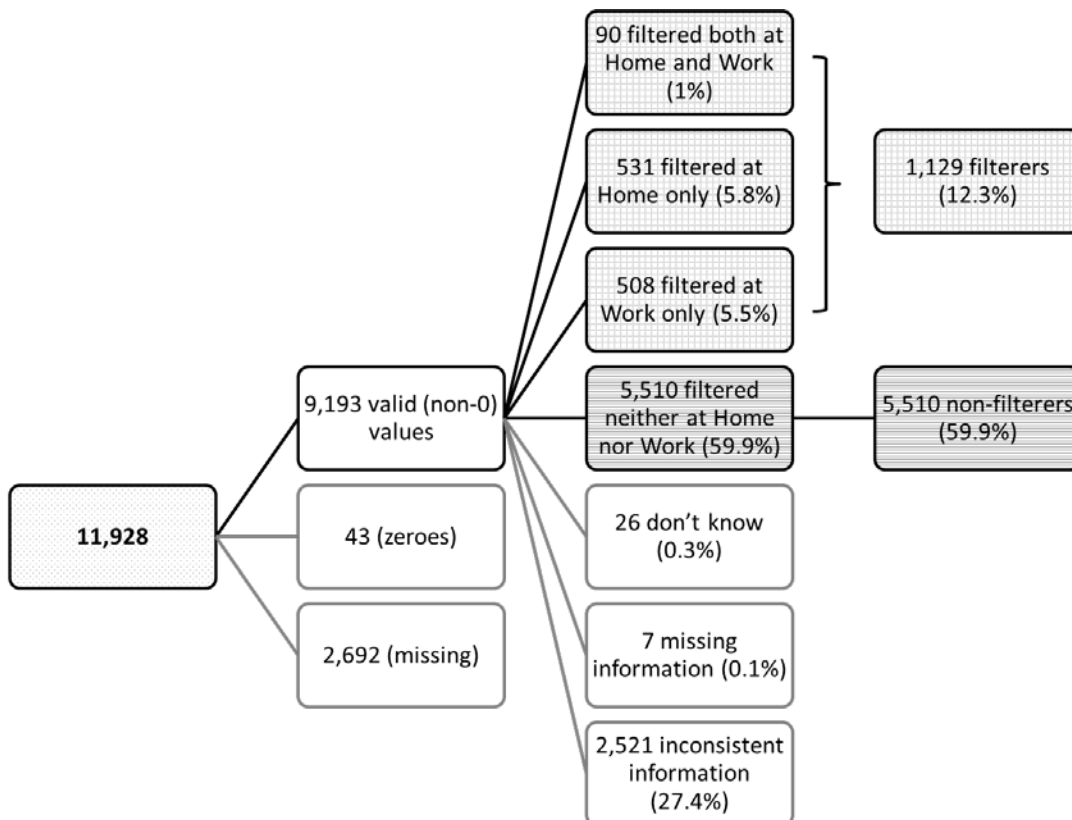 11,928
9,193 valid (non-0)
values
43 (zeroes)
2,692 (missing)
90 filtered both at
Home and Work
(1%)
531 filtered at
Home only (5.8%)
508 filtered at
Work only (5.5%)
5,510 filtered
neither at Home
nor Work (59.9%)
26 don’t know
(0.3%)
7 missing
information (0.1%)
2,521 inconsistent
information
(27.4%)
1,129 filterers
(12.3%)
5,510 non-filterers
(59.9%)